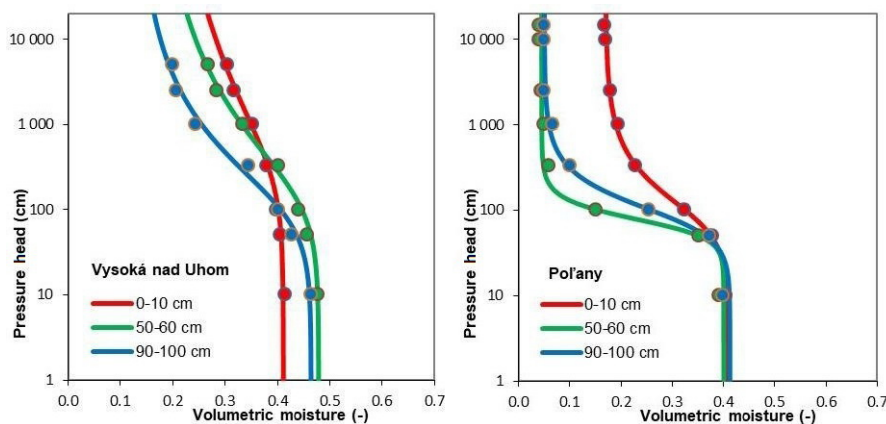 10 000
1 000
100
10
1
Pressure head (cm)
Vysoká nad Uhom
0-10 cm
50-60 cm
90-100 cm
0.0 0.1 0.2 0.3 0.4 0.5 0.6 0.7
Volumetric moisture (-)
10 000
1 000
100
10
1
Pressure head (cm)
Poľany
0-10 cm
50-60 cm
90-100 cm
0.0 0.1 0.2 0.3 0.4 0.5 0.6 0.7
Volumetric moisture (-)